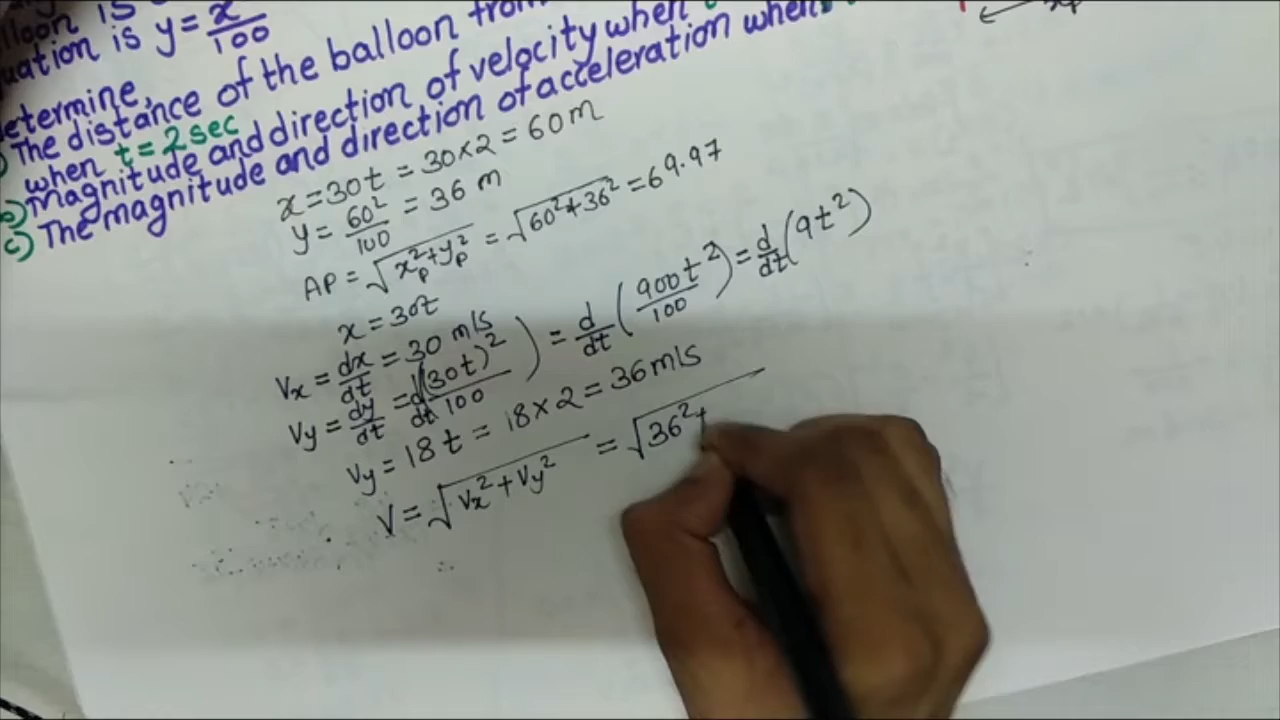 lloon is
uation is y = x/100
determine,
The distance of the balloon from
when t = 2 sec
b) magnitude and direction of velocity when
c) The magnitude and direction of acceleration when
x = 30t = 30×2 = 60m
y = 60²/100 = 36 m
AP = √(xp²+yp²) = √(60²+36²) = 69.97
x = 30t
Vx = dx/dt = 30 m/s
Vy = dy/dt = d/dt((30t)²/100) = d/dt(900t²/100) = d/dt(9t²)
Vy = 18t = 18×2 = 36m/s
V = √(Vx²+Vy²) = √36²+